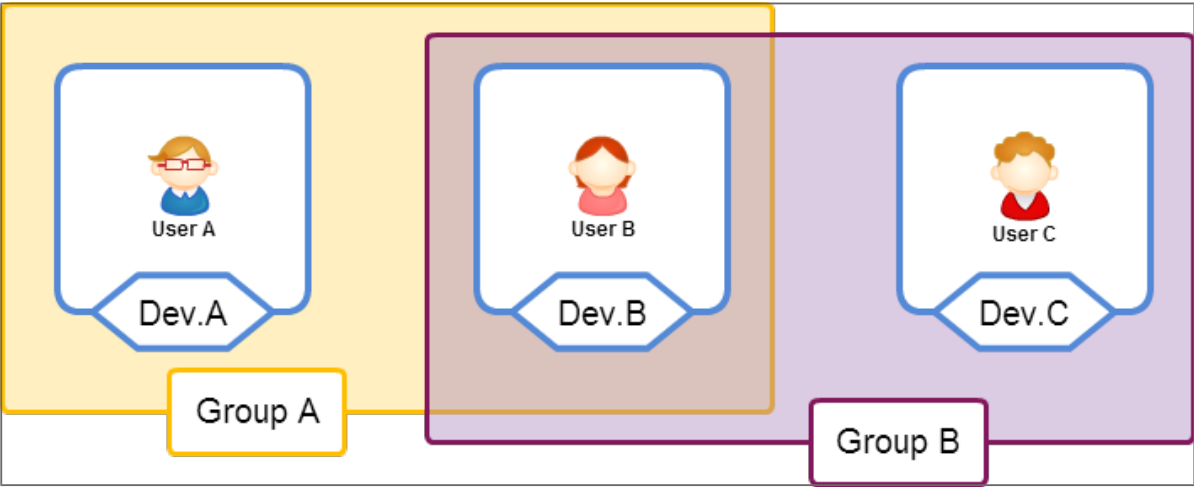 User A
User B
User C
Dev.A
Dev.B
Dev.C
Group A
Group B